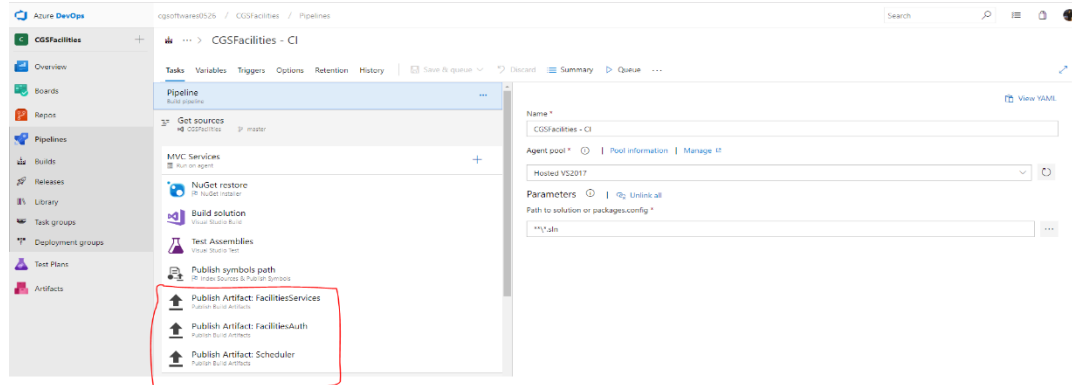 Azure DevOps
cgsoftwares0526 / CGSFacilities / Pipelines
Search
C CGSFacilities
... > CGSFacilities - CI
Overview
Tasks Variables Triggers Options Retention History Save & queue Discard Summary Queue ...
Boards
Pipeline
Build pipeline
...
View YAML
Repos
Get sources
CGSFacilities master
Name *
CGSFacilities - CI
Pipelines
Agent pool * | Pool information | Manage
Builds
MVC Services
Run on agent
Hosted VS2017
Releases
NuGet restore
NuGet Installer
Parameters | Unlink all
Library
Path to solution or packages.config *
Task groups
Build solution
Visual Studio Build
**\*.sln
...
Deployment groups
Test Assemblies
Visual Studio Test
Test Plans
Publish symbols path
Index Sources & Publish Symbols
Artifacts
Publish Artifact: FacilitiesServices
Publish Build Artifacts
Publish Artifact: FacilitiesAuth
Publish Build Artifacts
Publish Artifact: Scheduler
Publish Build Artifacts